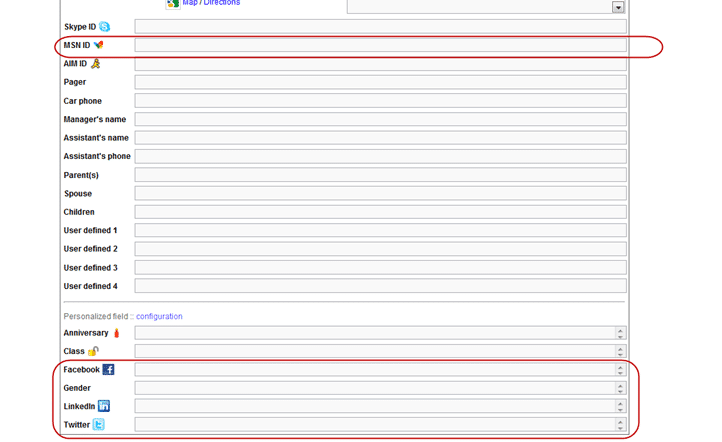 Map / Directions
Skype ID
MSN ID
AIM ID
Pager
Car phone
Manager's name
Assistant's name
Assistant's phone
Parent(s)
Spouse
Children
User defined 1
User defined 2
User defined 3
User defined 4
Personalized field :: configuration
Anniversary
Class
Facebook
Gender
LinkedIn
Twitter